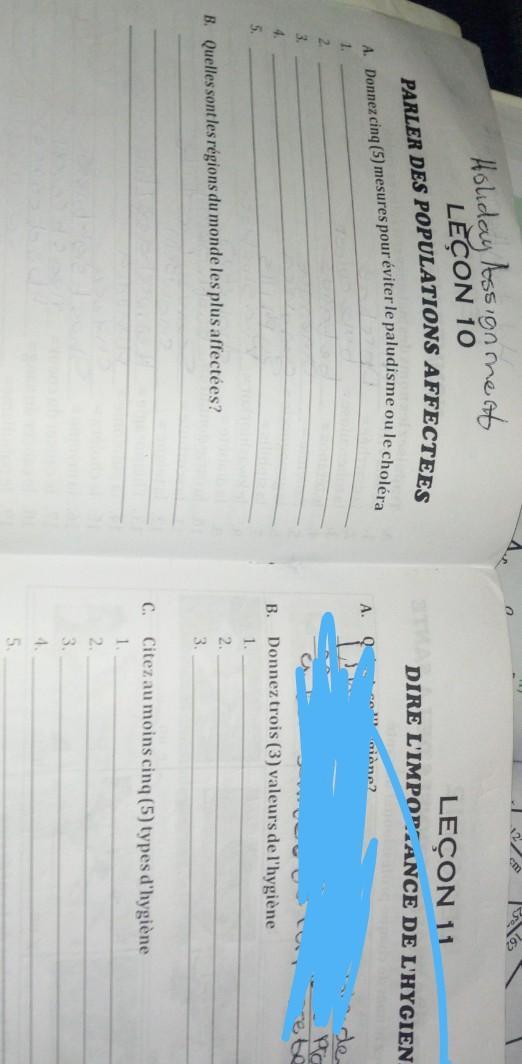 Holiday Assignment
LEÇON 10
PARLER DES POPULATIONS AFFECTEES
A. Donnez cinq (5) mesures pour éviter le paludisme ou le choléra
1.
2.
3.
4.
5.
B. Quelles sont les régions du monde les plus affectées?
LEÇON 11
DIRE L'IMPORTANCE DE L'HYGIEN
A. Q
B. Donnez trois (3) valeurs de l'hygiène
1.
2.
3.
C. Citez au moins cinq (5) types d'hygiène
1.
2.
3.
4.
5.